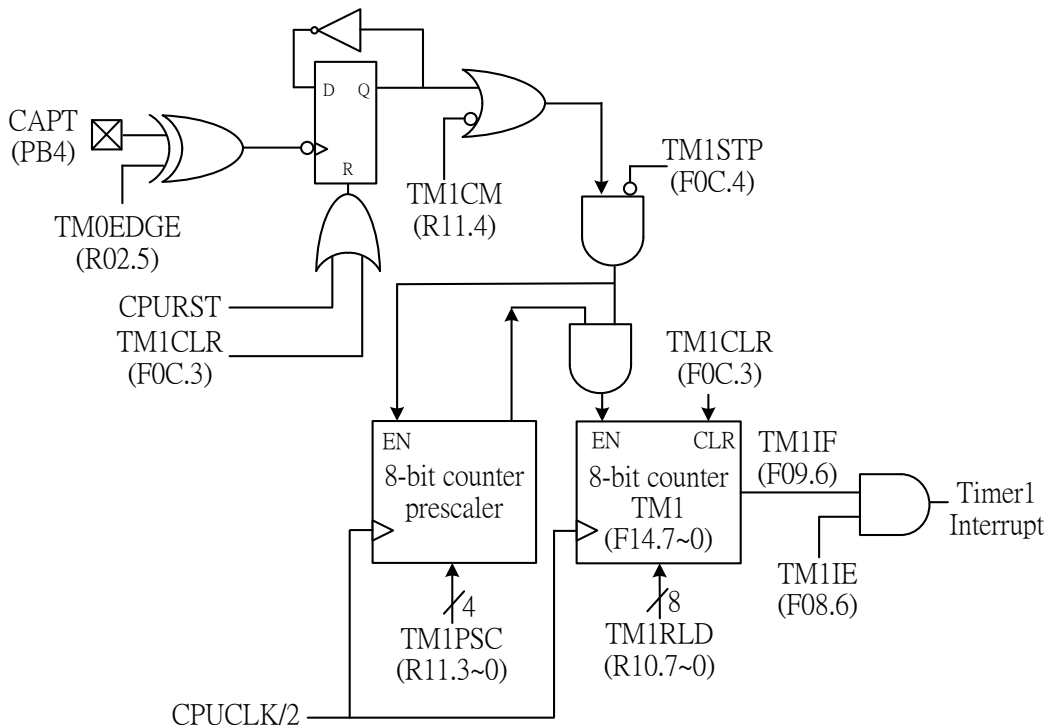 CAPT
(PB4)
TM0EDGE
(R02.5)
D
Q
R
CPURST
TM1CLR
(F0C.3)
TM1CM
(R11.4)
TM1STP
(F0C.4)
TM1CLR
(F0C.3)
EN
8-bit counter
prescaler
EN
CLR
8-bit counter
TM1
(F14.7~0)
TM1IF
(F09.6)
Timer1
Interrupt
TM1IE
(F08.6)
4
TM1PSC
(R11.3~0)
8
TM1RLD
(R10.7~0)
CPUCLK/2